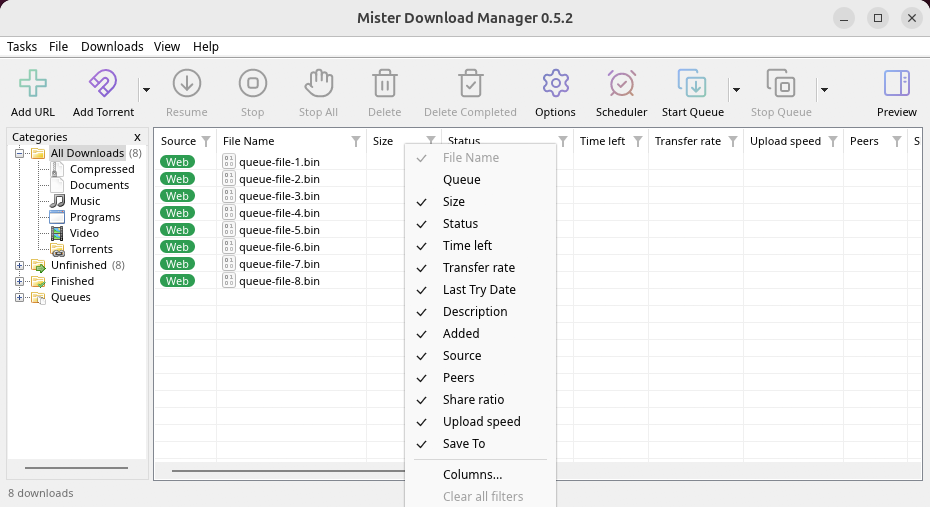 Mister Download Manager 0.5.2
Tasks File Downloads View Help
Add URL Add Torrent Resume Stop Stop All Delete Delete Completed Options Scheduler Start Queue Stop Queue Preview
Categories X
All Downloads (8)
Compressed
Documents
Music
Programs
Video
Torrents
Unfinished (8)
Finished
Queues
Source File Name Size Status Time left Transfer rate Upload speed Peers S
Web queue-file-1.bin
Web queue-file-2.bin
Web queue-file-3.bin
Web queue-file-4.bin
Web queue-file-5.bin
Web queue-file-6.bin
Web queue-file-7.bin
Web queue-file-8.bin
File Name
Queue
Size
Status
Time left
Transfer rate
Last Try Date
Description
Added
Source
Peers
Share ratio
Upload speed
Save To
Columns...
Clear all filters
8 downloads